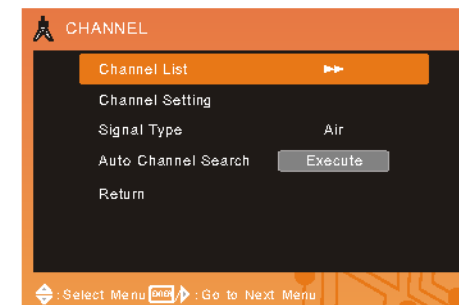 CHANNEL
Channel List
Channel Setting
Signal Type Air
Auto Channel Search Execute
Return
: Select Menu ENTER / : Go to Next Menu